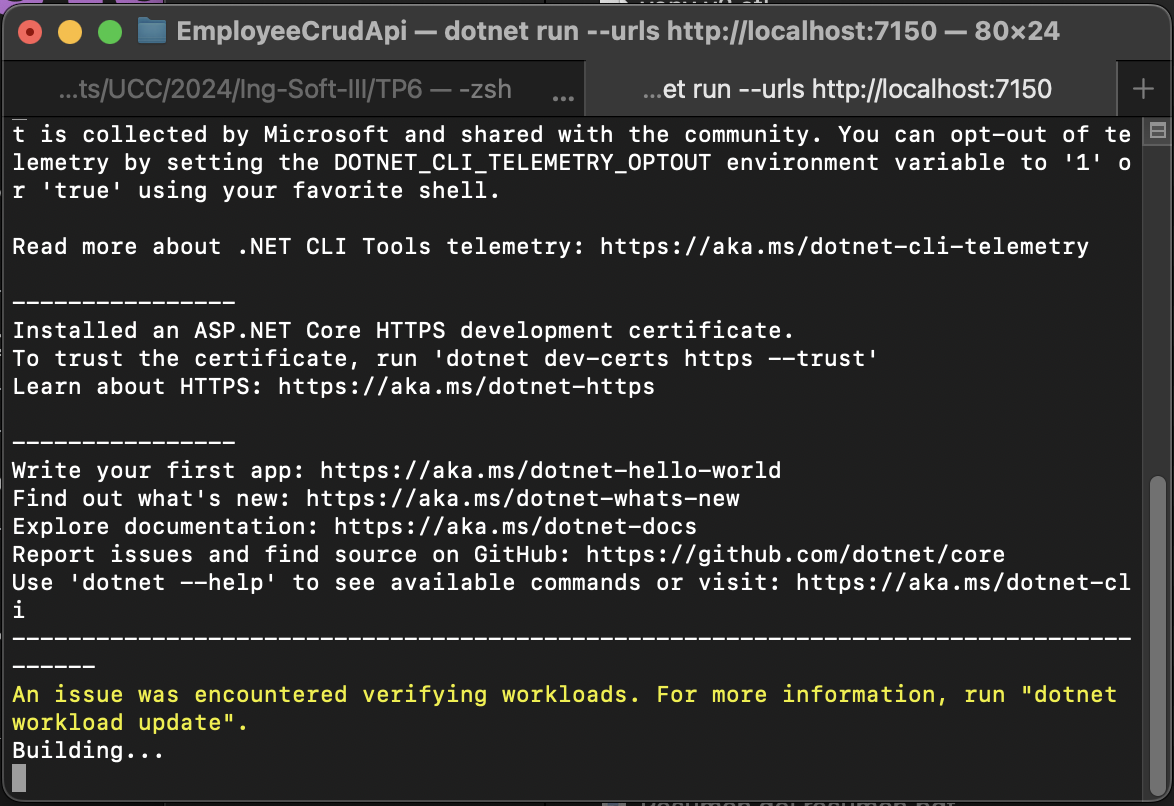 EmployeeCrudApi — dotnet run --urls http://localhost:7150 — 80×24
...ts/UCC/2024/Ing-Soft-III/TP6 — -zsh ... ...et run --urls http://localhost:7150 +
t is collected by Microsoft and shared with the community. You can opt-out of te
lemetry by setting the DOTNET_CLI_TELEMETRY_OPTOUT environment variable to '1' o
r 'true' using your favorite shell.
Read more about .NET CLI Tools telemetry: https://aka.ms/dotnet-cli-telemetry
----------------
Installed an ASP.NET Core HTTPS development certificate.
To trust the certificate, run 'dotnet dev-certs https --trust'
Learn about HTTPS: https://aka.ms/dotnet-https
----------------
Write your first app: https://aka.ms/dotnet-hello-world
Find out what's new: https://aka.ms/dotnet-whats-new
Explore documentation: https://aka.ms/dotnet-docs
Report issues and find source on GitHub: https://github.com/dotnet/core
Use 'dotnet --help' to see available commands or visit: https://aka.ms/dotnet-cl
i
--------------------------------------------------------------------------------
------
An issue was encountered verifying workloads. For more information, run "dotnet
workload update".
Building...